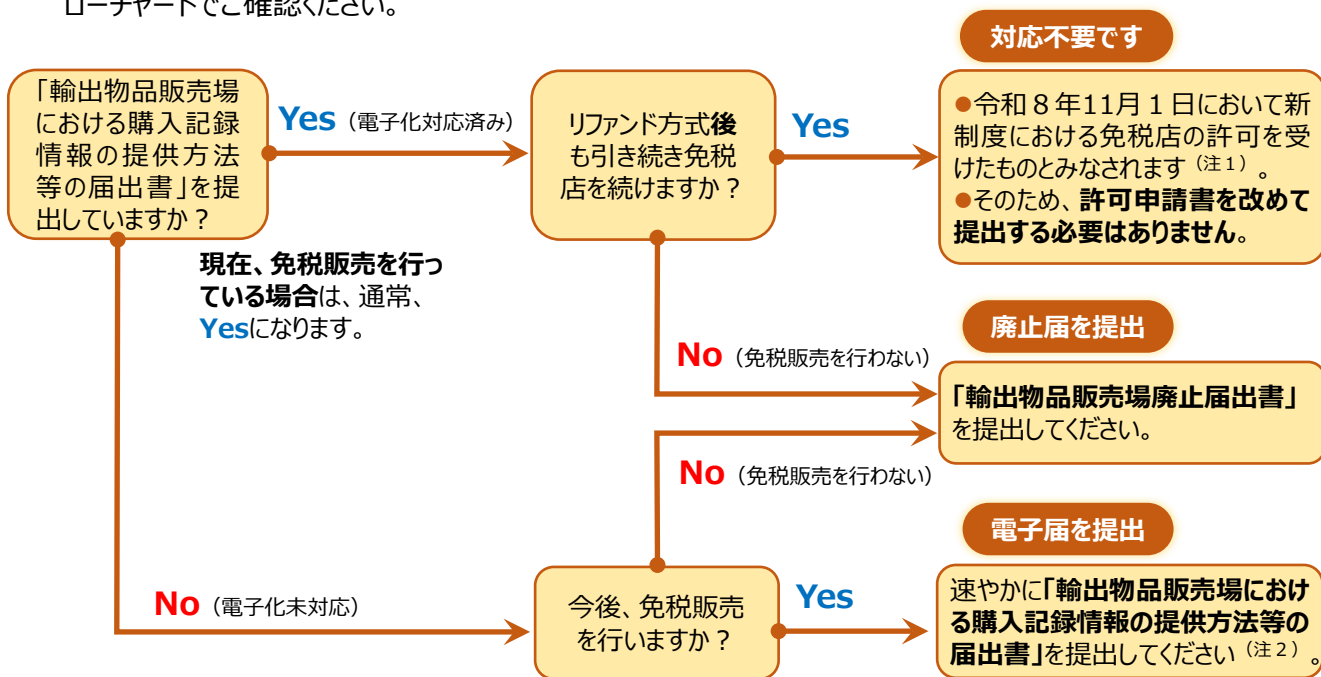 ローチャートでご確認ください。
対応不要です
「輸出物品販売場
における購入記録
情報の提供方法
等の届出書」を提
出していますか？
Yes（電子化対応済み）
リファンド方式後
も引き続き免税
店を続けますか？
Yes
●令和８年11月１日において新
制度における免税店の許可を受
けたものとみなされます（注１）。
●そのため、許可申請書を改めて
提出する必要はありません。
現在、免税販売を行っ
ている場合は、通常、
Yesになります。
廃止届を提出
No（免税販売を行わない）
「輸出物品販売場廃止届出書」
を提出してください。
No（免税販売を行わない）
電子届を提出
No（電子化未対応）
今後、免税販売
を行いますか？
Yes
速やかに「輸出物品販売場におけ
る購入記録情報の提供方法等の
届出書」を提出してください（注２）。